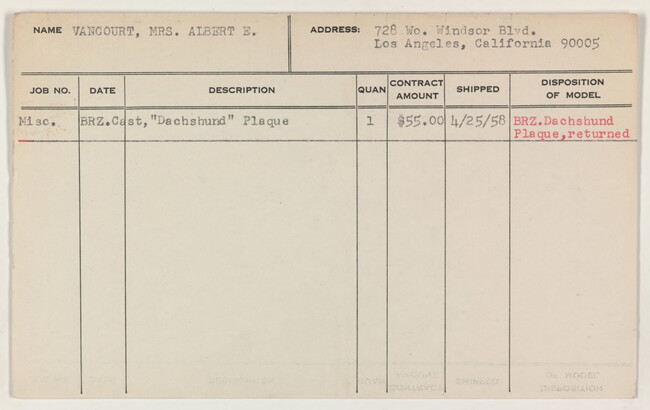 NAME VANCOURT, MRS. ALBERT E. ADDRESS: 728 Wo. Windsor Blvd.
Los Angeles, California 90005
JOB NO. DATE DESCRIPTION QUAN CONTRACT AMOUNT SHIPPED DISPOSITION OF MODEL
Misc. BRZ.Cast,"Dachshund" Plaque 1 $55.00 4/25/58 BRZ.Dachshund
Plaque,returned